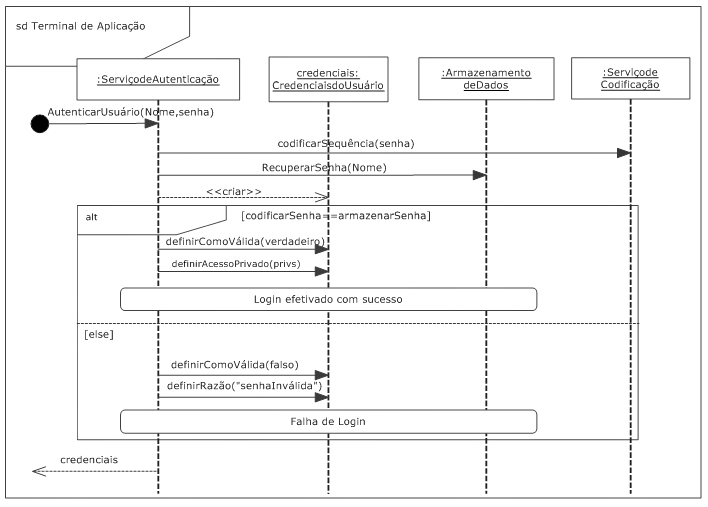 sd Terminal de Aplicação
:ServiçodeAutenticação
credenciais:
CredenciaisdoUsuário
:Armazenamento
deDados
:Serviçode
Codificação
AutenticarUsuário(Nome,senha)
codificarSequência(senha)
RecuperarSenha(Nome)
<<criar>>
alt
[codificarSenha==armazenarSenha]
definirComoVálida(verdadeiro)
definirAcessoPrivado(privs)
Login efetivado com sucesso
[else]
definirComoVálida(falso)
definirRazão("senhaInválida")
Falha de Login
credenciais